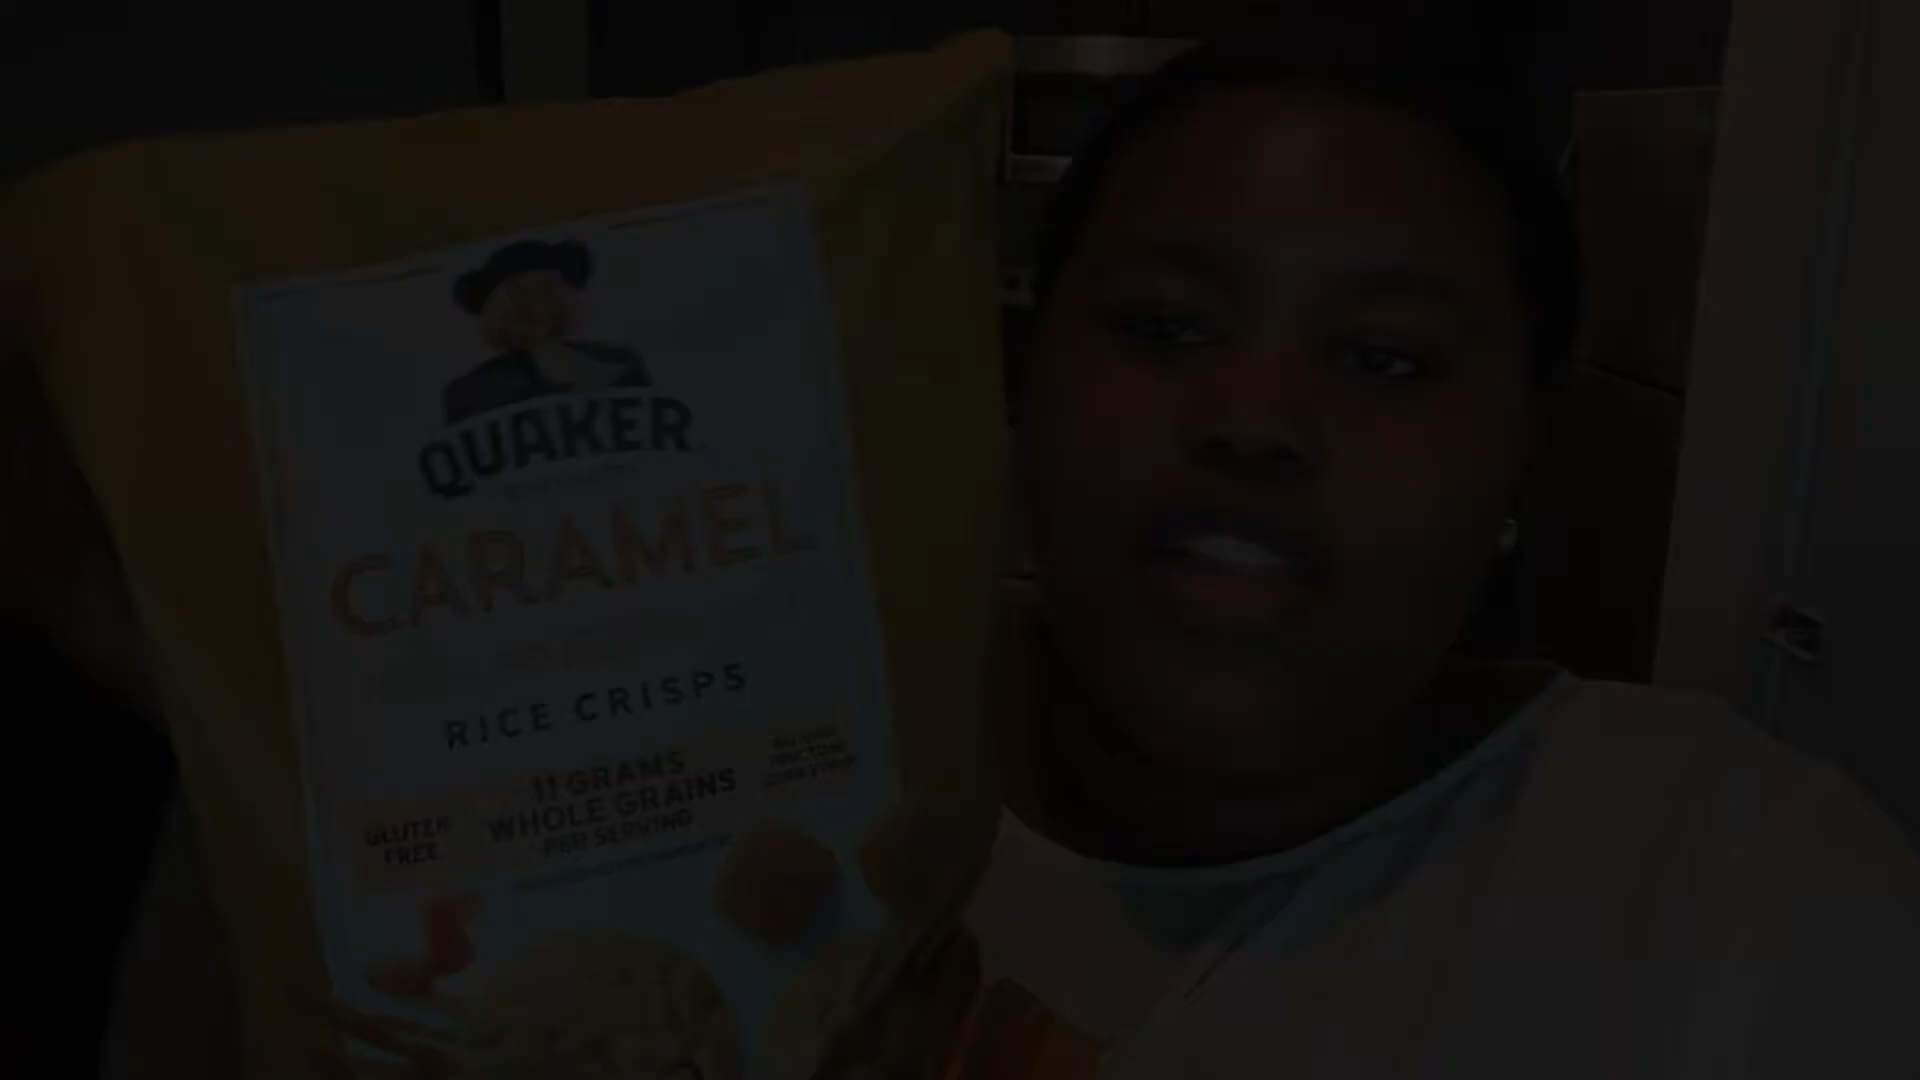 QUAKER
CARAMEL
RICE CRISPS
11 GRAMS
WHOLE GRAINS
PER SERVING
GLUTEN
FREE